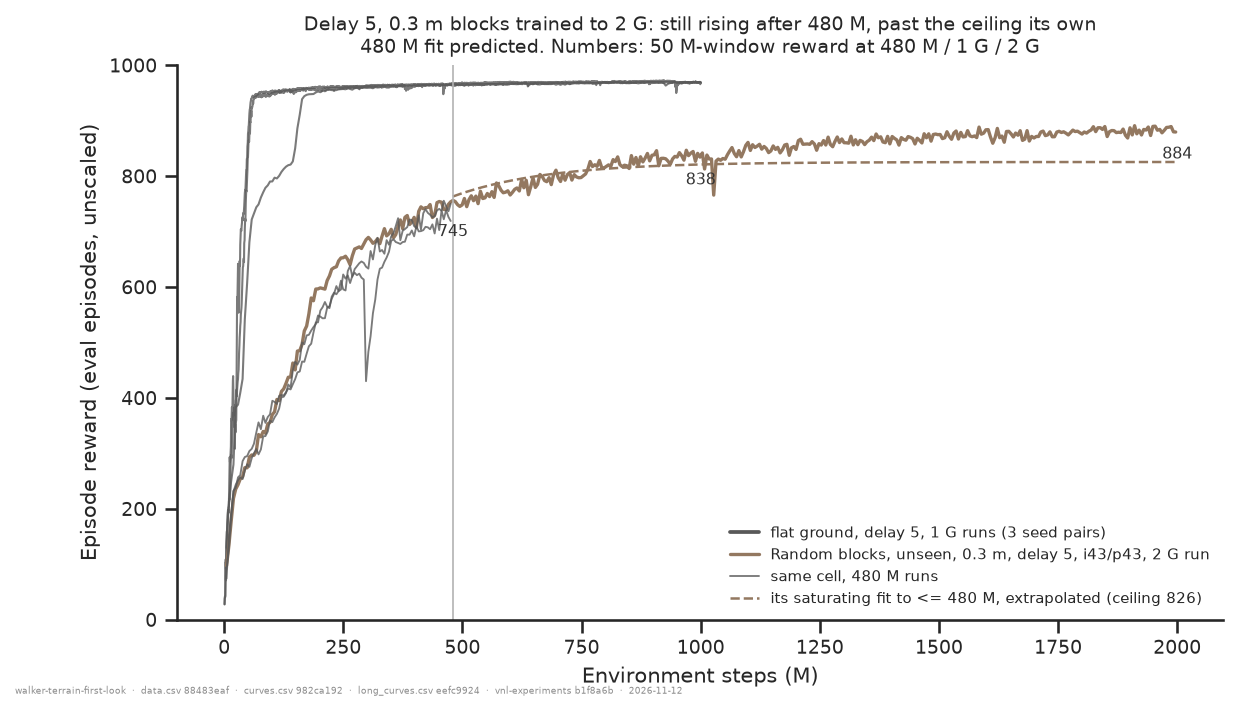 Delay 5, 0.3 m blocks trained to 2 G: still rising after 480 M, past the ceiling its own
480 M fit predicted. Numbers: 50 M-window reward at 480 M / 1 G / 2 G
Episode reward (eval episodes, unscaled)
1000
800
600
400
200
0
745
838
884
flat ground, delay 5, 1 G runs (3 seed pairs)
Random blocks, unseen, 0.3 m, delay 5, i43/p43, 2 G run
same cell, 480 M runs
its saturating fit to <= 480 M, extrapolated (ceiling 826)
0
250
500
750
1000
1250
1500
1750
2000
Environment steps (M)
walker-terrain-first-look · data.csv 88483eaf · curves.csv 982ca192 · long_curves.csv eefc9924 · vnl-experiments b1f8a6b · 2026-11-12